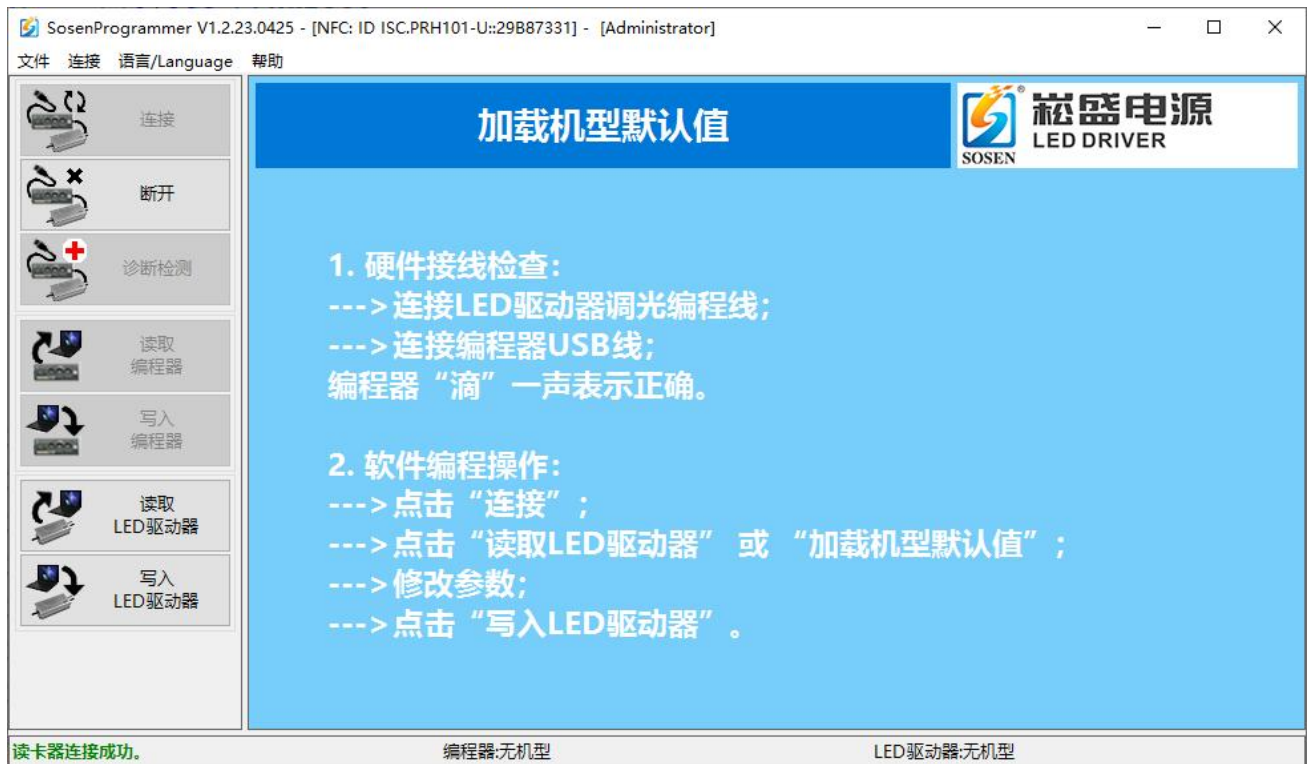 SosenProgrammer V1.2.23.0425 - [NFC: ID ISC.PRH101-U::29B87331] - [Administrator]
文件 连接 语言/Language 帮助
连接
断开
诊断检测
读取
编程器
写入
编程器
读取
LED驱动器
写入
LED驱动器
加载机型默认值
SOSEN
®
崧盛电源
LED DRIVER
1. 硬件接线检查：
--->连接LED驱动器调光编程线；
--->连接编程器USB线；
编程器“滴”一声表示正确。
2. 软件编程操作：
--->点击“连接”；
--->点击“读取LED驱动器” 或 “加载机型默认值”；
--->修改参数；
--->点击“写入LED驱动器”。
读卡器连接成功。 编程器:无机型 LED驱动器:无机型